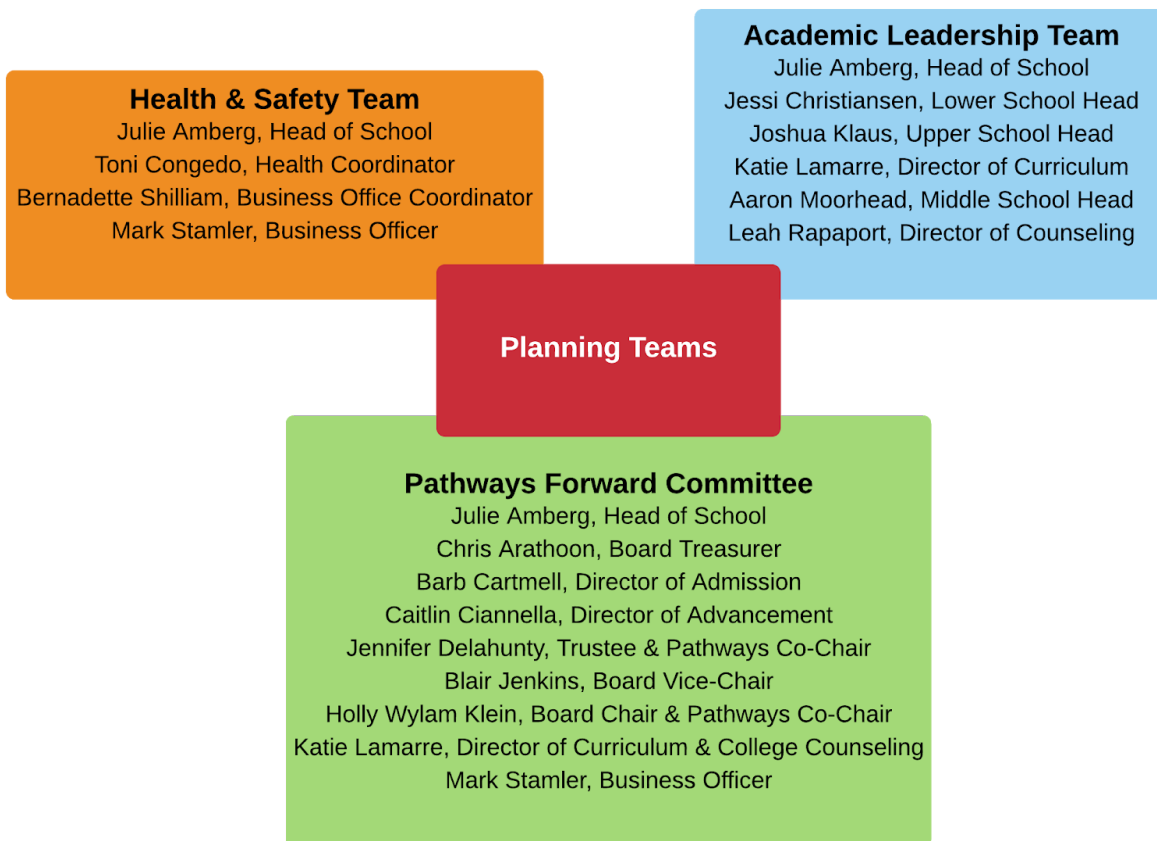 Health & Safety Team
Julie Amberg, Head of School
Toni Congedo, Health Coordinator
Bernadette Shilliam, Business Office Coordinator
Mark Stamler, Business Officer
Academic Leadership Team
Julie Amberg, Head of School
Jessi Christiansen, Lower School Head
Joshua Klaus, Upper School Head
Katie Lamarre, Director of Curriculum
Aaron Moorhead, Middle School Head
Leah Rapaport, Director of Counseling
Planning Teams
Pathways Forward Committee
Julie Amberg, Head of School
Chris Arathoon, Board Treasurer
Barb Cartmell, Director of Admission
Caitlin Ciannella, Director of Advancement
Jennifer Delahunty, Trustee & Pathways Co-Chair
Blair Jenkins, Board Vice-Chair
Holly Wylam Klein, Board Chair & Pathways Co-Chair
Katie Lamarre, Director of Curriculum & College Counseling
Mark Stamler, Business Officer